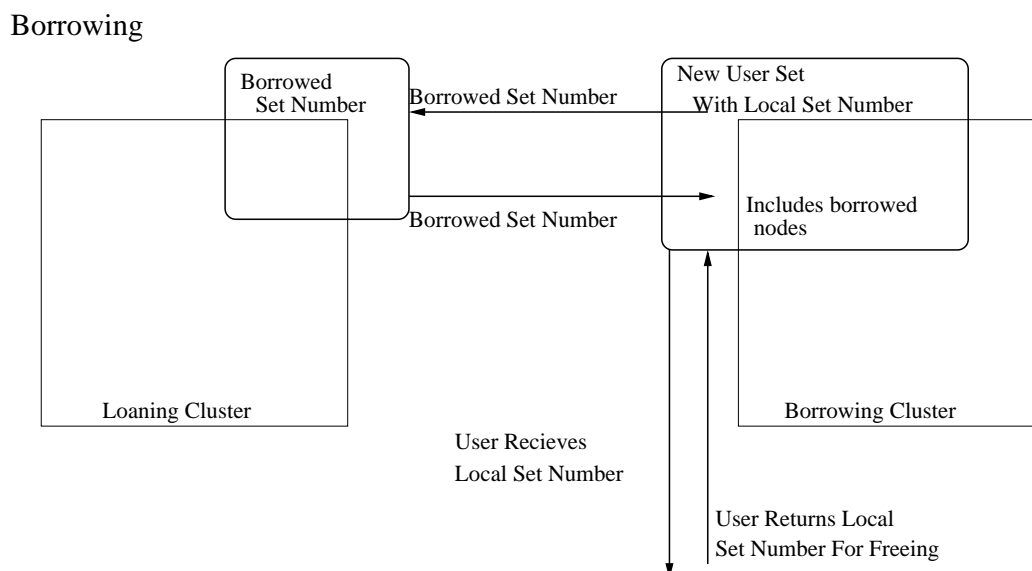 Borrowing
Borrowed
Set Number
Borrowed Set Number
New User Set
With Local Set Number
Borrowed Set Number
Includes borrowed
nodes
Loaning Cluster
Borrowing Cluster
User Recieves
Local Set Number
User Returns Local
Set Number For Freeing